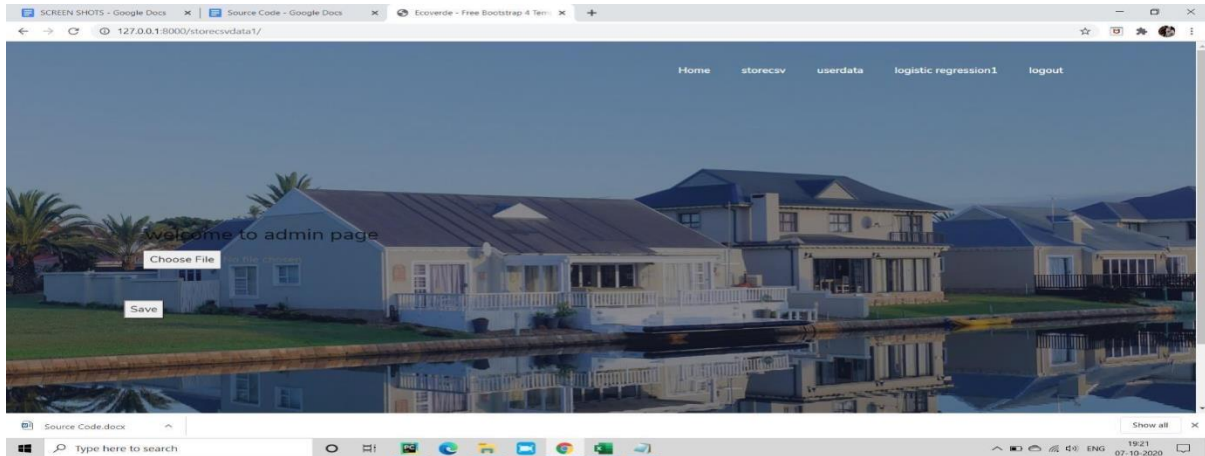 SCREEN SHOTS - Google Docs
Source Code - Google Docs
Ecoverde - Free Bootstrap 4 Tem
127.0.0.1:8000/storecsvdata1/
Home storecsv userdata logistic regression1 logout
welcome to admin page
Choose File No file chosen
Save
Source Code.docx
Show all
Type here to search
ENG
19:21
07-10-2020